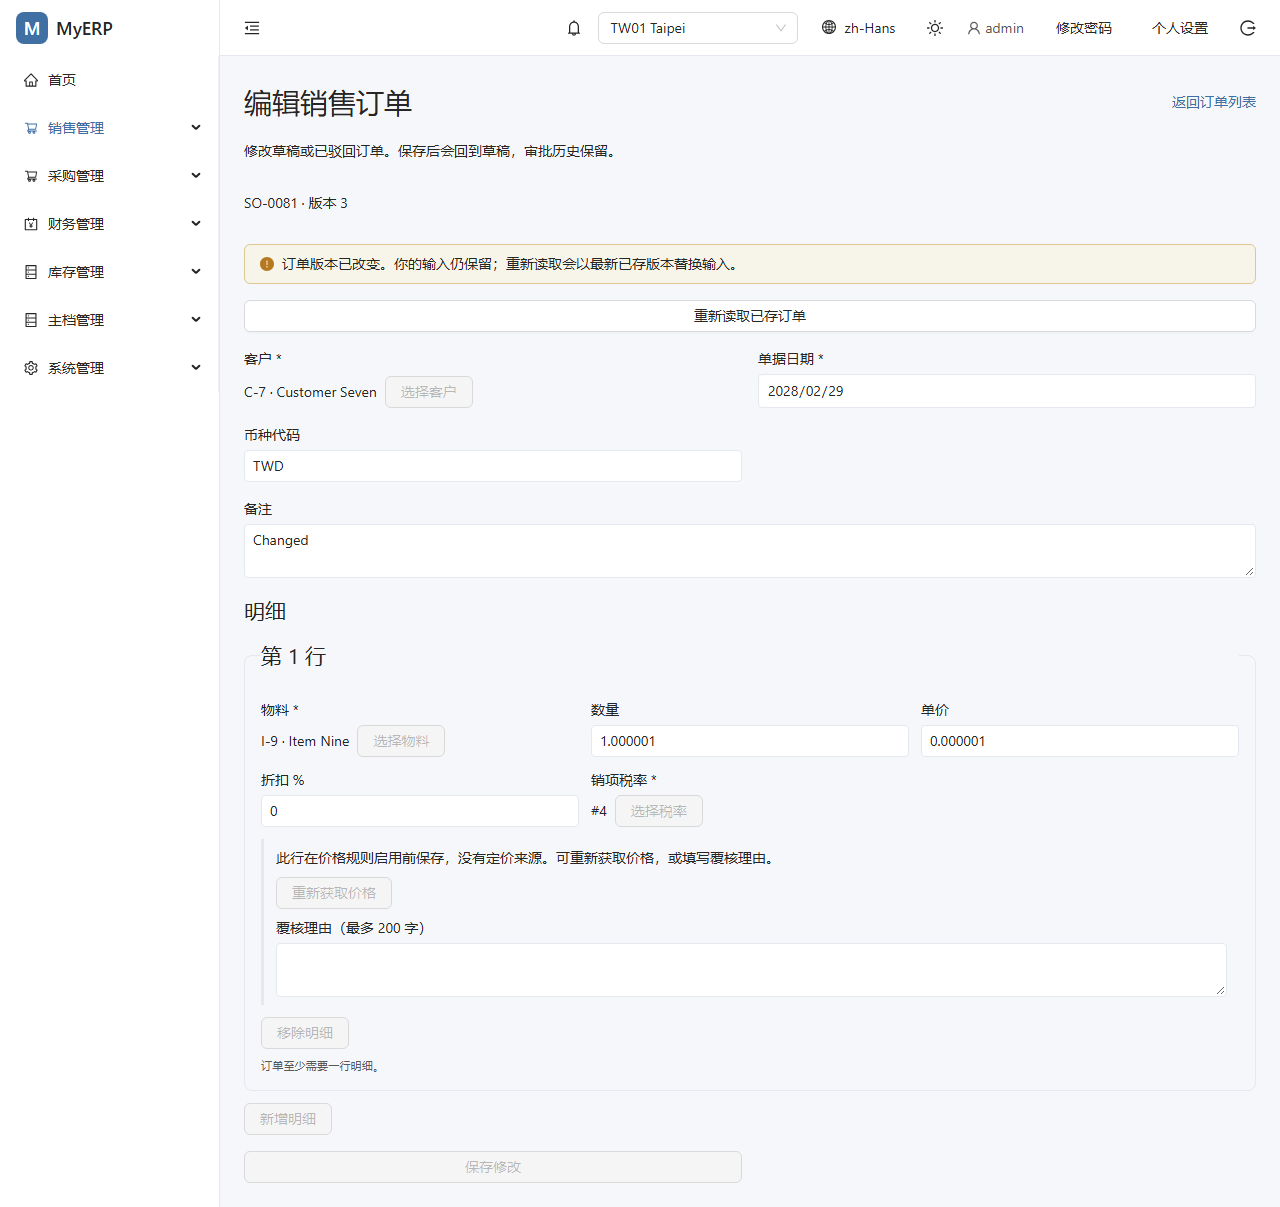 M MyERP
TW01 Taipei
zh-Hans
admin
修改密码
个人设置
首页
销售管理
采购管理
财务管理
库存管理
主档管理
系统管理
编辑销售订单
返回订单列表
修改草稿或已驳回订单。保存后会回到草稿，审批历史保留。
SO-0081 · 版本 3
订单版本已改变。你的输入仍保留；重新读取会以最新已存版本替换输入。
重新读取已存订单
客户 *
单据日期 *
C-7 · Customer Seven
选择客户
2028/02/29
币种代码
TWD
备注
Changed
明细
第 1 行
物料 *
数量
单价
I-9 · Item Nine
选择物料
1.000001
0.000001
折扣 %
销项税率 *
0
#4
选择税率
此行在价格规则启用前保存，没有定价来源。可重新获取价格，或填写覆核理由。
重新获取价格
覆核理由（最多 200 字）
移除明细
订单至少需要一行明细。
新增明细
保存修改